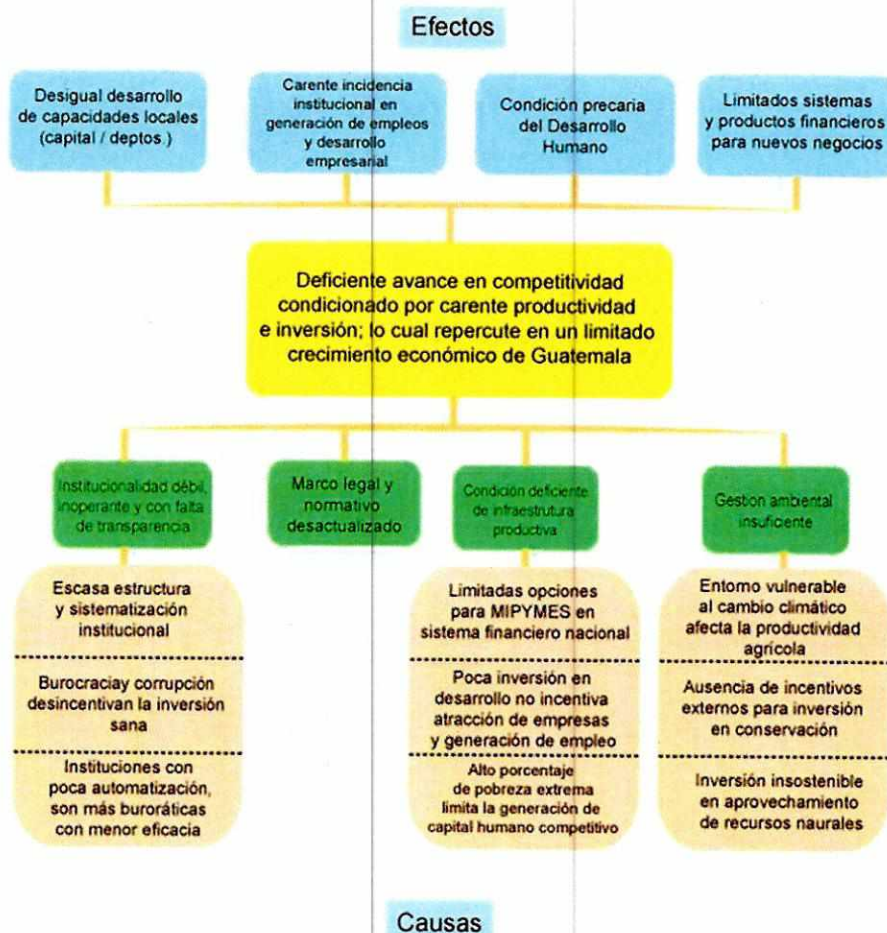 Efectos
Desigual desarrollo
de capacidades locales
(capital / deptos.)
Carente incidencia
institucional en
generación de empleos
y desarrollo
empresarial
Condición precaria
del Desarrollo
Humano
Limitados sistemas
y productos financieros
para nuevos negocios
Deficiente avance en competitividad
condicionado por carente productividad
e inversión; lo cual repercute en un limitado
crecimiento económico de Guatemala
Institucionalidad débil,
inoperante y con falta
de transparencia
Marco legal y
normativo
desactualizado
Condición deficiente
de infraestrutura
productiva
Gestion ambiental
insuficiente
Escasa estructura
y sistematización
institucional
Burocraciay corrupción
desincentivan la inversión
sana
Instituciones con
poca automatización,
son más buroráticas
con menor eficacia
Limitadas opciones
para MIPYMES en
sistema financiero nacional
Poca inversión en
desarrollo no incentiva
atracción de empresas
y generación de empleo
Alto porcentaje
de pobreza extrema
limita la generación de
capital humano competitivo
Entorno vulnerable
al cambio climático
afecta la productividad
agrícola
Ausencia de incentivos
externos para inversión
en conservación
Inversión insostenible
en aprovechamiento
de recursos naurales
Causas